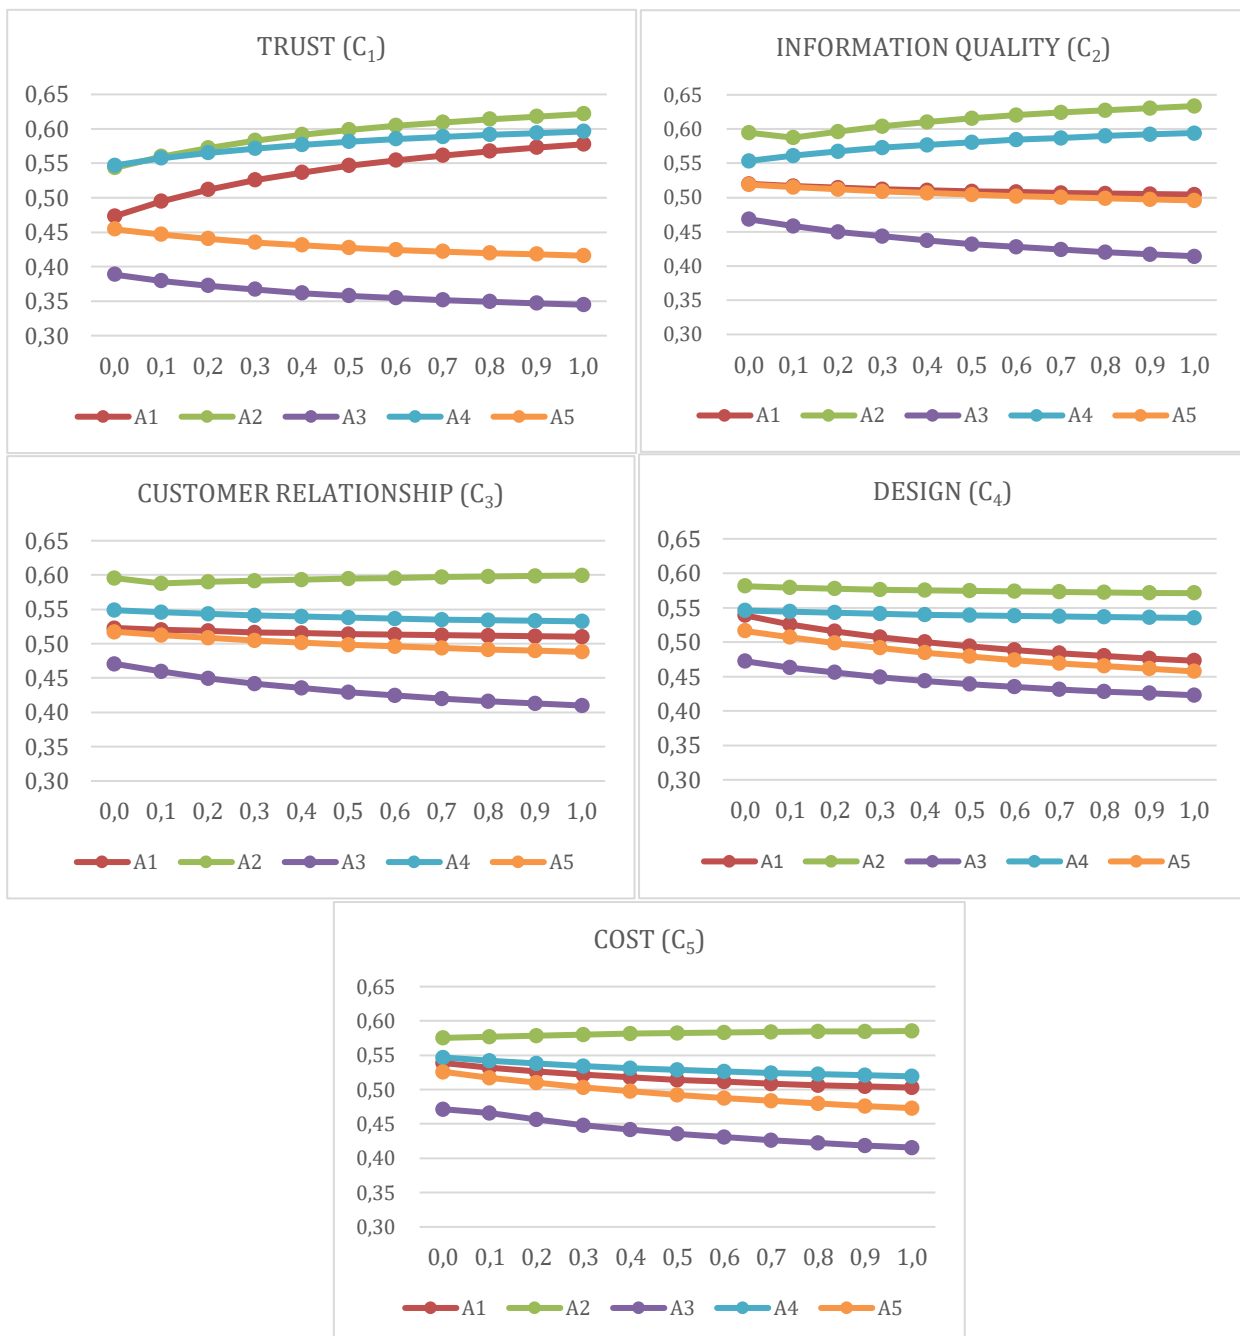 TRUST (C₁)
0,65
0,60
0,55
0,50
0,45
0,40
0,35
0,30
0,0 0,1 0,2 0,3 0,4 0,5 0,6 0,7 0,8 0,9 1,0
A1 A2 A3 A4 A5
INFORMATION QUALITY (C₂)
0,65
0,60
0,55
0,50
0,45
0,40
0,35
0,30
0,0 0,1 0,2 0,3 0,4 0,5 0,6 0,7 0,8 0,9 1,0
A1 A2 A3 A4 A5
CUSTOMER RELATIONSHIP (C₃)
0,65
0,60
0,55
0,50
0,45
0,40
0,35
0,30
0,0 0,1 0,2 0,3 0,4 0,5 0,6 0,7 0,8 0,9 1,0
A1 A2 A3 A4 A5
DESIGN (C₄)
0,65
0,60
0,55
0,50
0,45
0,40
0,35
0,30
0,0 0,1 0,2 0,3 0,4 0,5 0,6 0,7 0,8 0,9 1,0
A1 A2 A3 A4 A5
COST (C₅)
0,65
0,60
0,55
0,50
0,45
0,40
0,35
0,30
0,0 0,1 0,2 0,3 0,4 0,5 0,6 0,7 0,8 0,9 1,0
A1 A2 A3 A4 A5